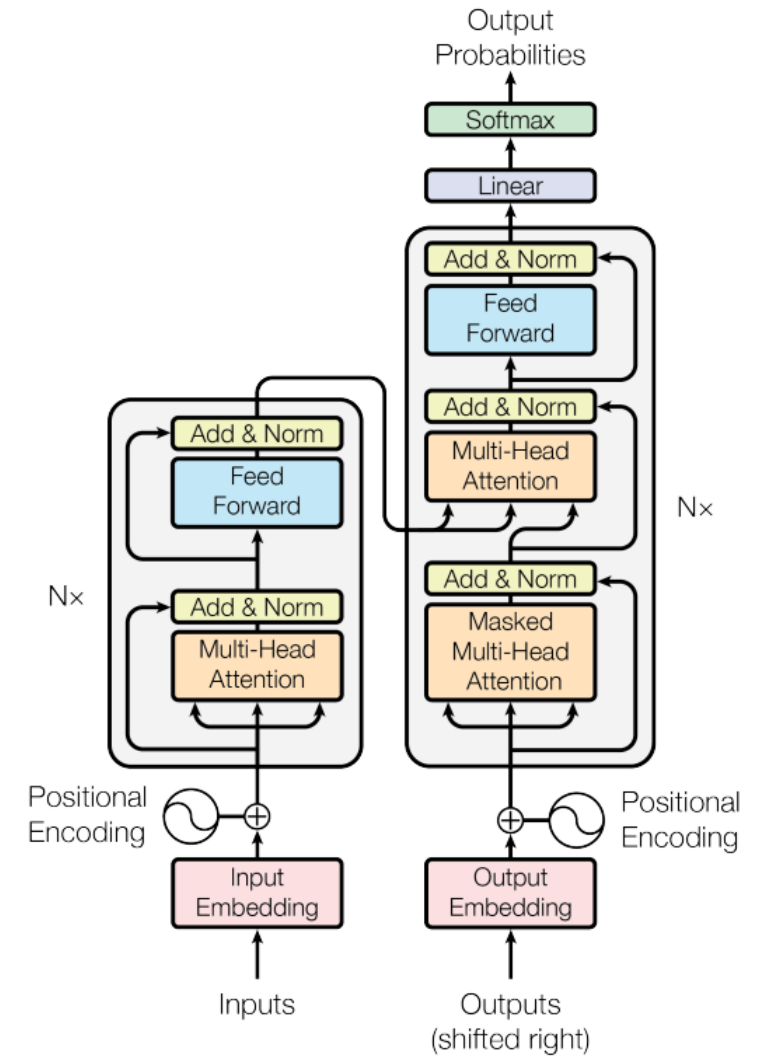 Output
Probabilities
Softmax
Linear
Add & Norm
Feed
Forward
Add & Norm
Multi-Head
Attention
Add & Norm
Masked
Multi-Head
Attention
N×
Add & Norm
Feed
Forward
Add & Norm
Multi-Head
Attention
N×
Positional
Encoding
Positional
Encoding
Input
Embedding
Output
Embedding
Inputs
Outputs
(shifted right)